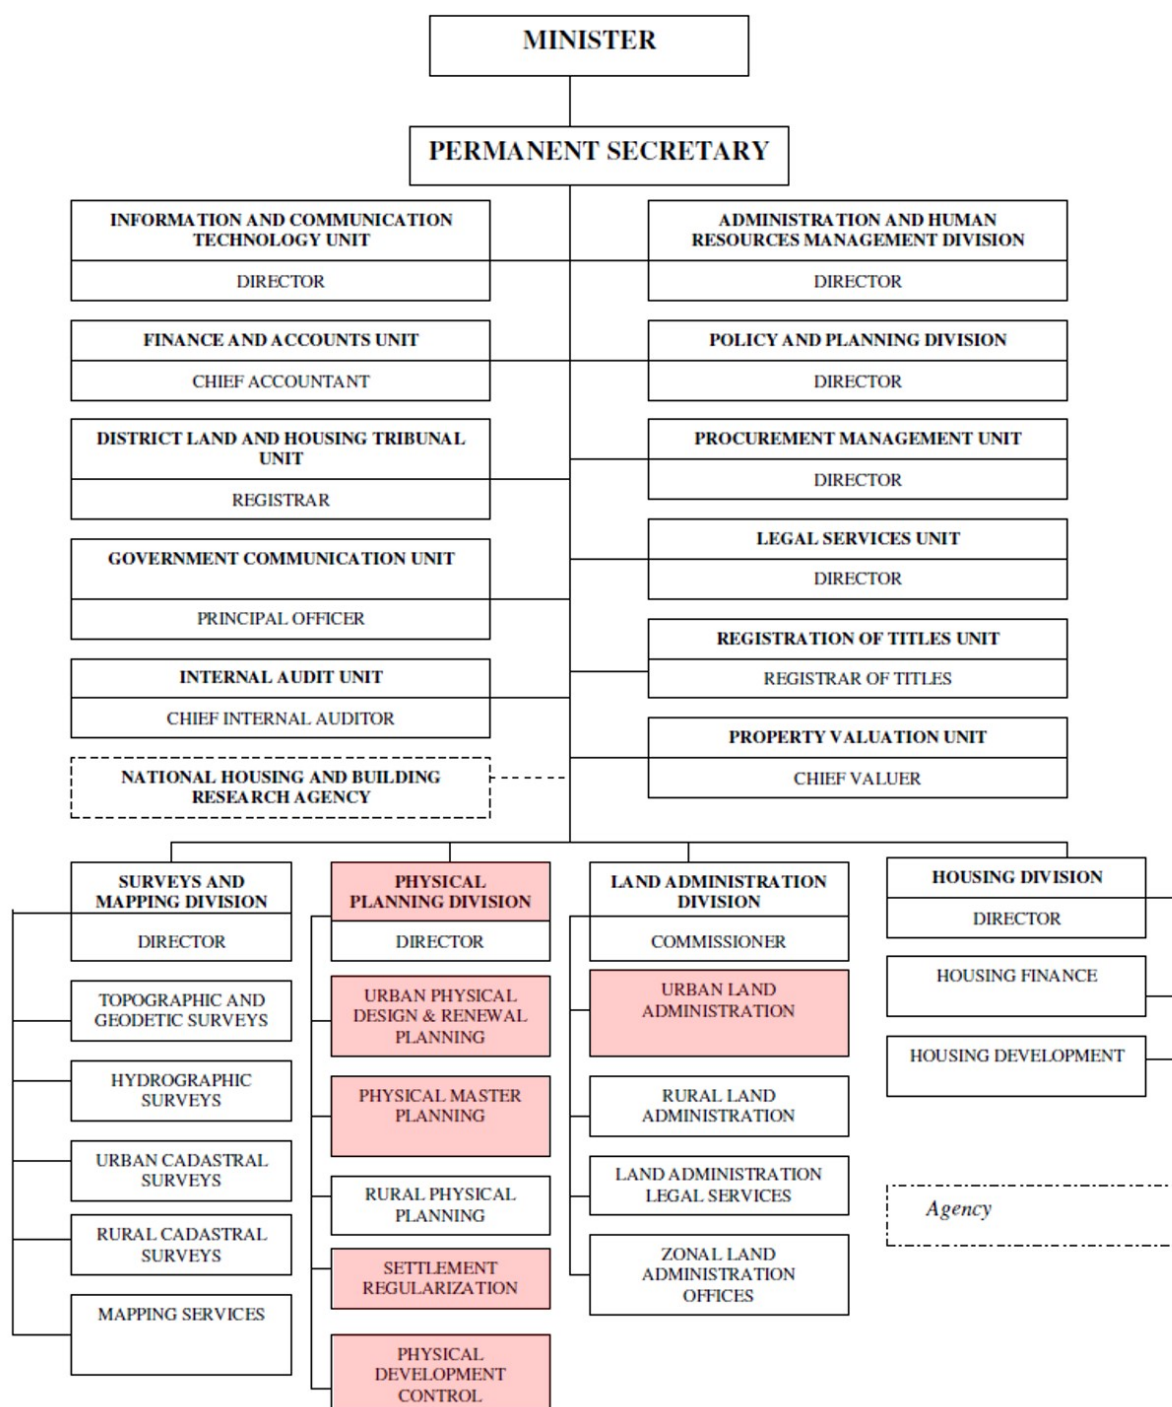 MINISTER
PERMANENT SECRETARY
INFORMATION AND COMMUNICATION
TECHNOLOGY UNIT
DIRECTOR
ADMINISTRATION AND HUMAN
RESOURCES MANAGEMENT DIVISION
DIRECTOR
FINANCE AND ACCOUNTS UNIT
CHIEF ACCOUNTANT
POLICY AND PLANNING DIVISION
DIRECTOR
DISTRICT LAND AND HOUSING TRIBUNAL
UNIT
REGISTRAR
PROCUREMENT MANAGEMENT UNIT
DIRECTOR
GOVERNMENT COMMUNICATION UNIT
PRINCIPAL OFFICER
LEGAL SERVICES UNIT
DIRECTOR
INTERNAL AUDIT UNIT
CHIEF INTERNAL AUDITOR
REGISTRATION OF TITLES UNIT
REGISTRAR OF TITLES
NATIONAL HOUSING AND BUILDING
RESEARCH AGENCY
PROPERTY VALUATION UNIT
CHIEF VALUER
SURVEYS AND
MAPPING DIVISION
DIRECTOR
TOPOGRAPHIC AND
GEODETIC SURVEYS
HYDROGRAPHIC
SURVEYS
URBAN CADASTRAL
SURVEYS
RURAL CADASTRAL
SURVEYS
MAPPING SERVICES
PHYSICAL
PLANNING DIVISION
DIRECTOR
URBAN PHYSICAL
DESIGN & RENEWAL
PLANNING
PHYSICAL MASTER
PLANNING
RURAL PHYSICAL
PLANNING
SETTLEMENT
REGULARIZATION
PHYSICAL
DEVELOPMENT
CONTROL
LAND ADMINISTRATION
DIVISION
COMMISSIONER
URBAN LAND
ADMINISTRATION
RURAL LAND
ADMINISTRATION
LAND ADMINISTRATION
LEGAL SERVICES
ZONAL LAND
ADMINISTRATION
OFFICES
HOUSING DIVISION
DIRECTOR
HOUSING FINANCE
HOUSING DEVELOPMENT
Agency